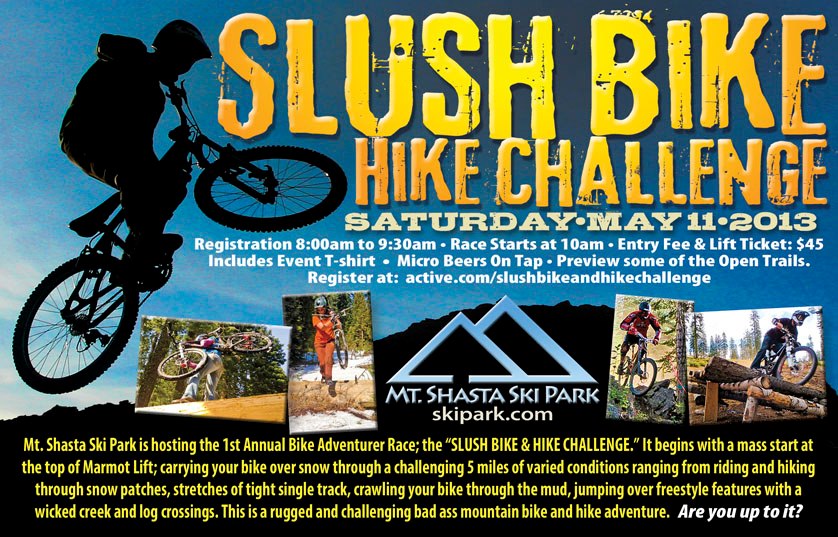 SLUSH BIKE
HIKE CHALLENGE
SATURDAY•MAY 11•2013
Registration 8:00am to 9:30am • Race Starts at 10am • Entry Fee & Lift Ticket: $45
Includes Event T-shirt • Micro Beers On Tap • Preview some of the Open Trails.
Register at: active.com/slushbikeandhikechallenge
MT. SHASTA SKI PARK
skipark.com
Mt. Shasta Ski Park is hosting the 1st Annual Bike Adventurer Race; the “SLUSH BIKE & HIKE CHALLENGE.” It begins with a mass start at
the top of Marmot Lift; carrying your bike over snow through a challenging 5 miles of varied conditions ranging from riding and hiking
through snow patches, stretches of tight single track, crawling your bike through the mud, jumping over freestyle features with a
wicked creek and log crossings. This is a rugged and challenging bad ass mountain bike and hike adventure. Are you up to it?